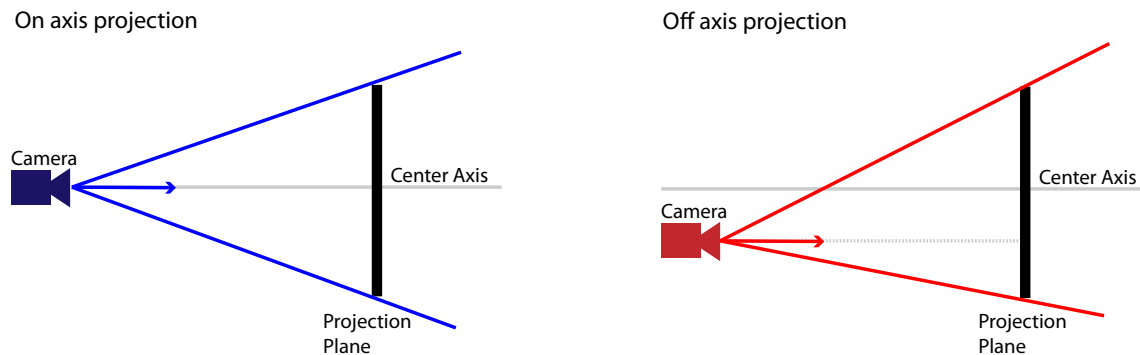 On axis projection
Camera
Center Axis
Projection
Plane
Off axis projection
Center Axis
Camera
Projection
Plane